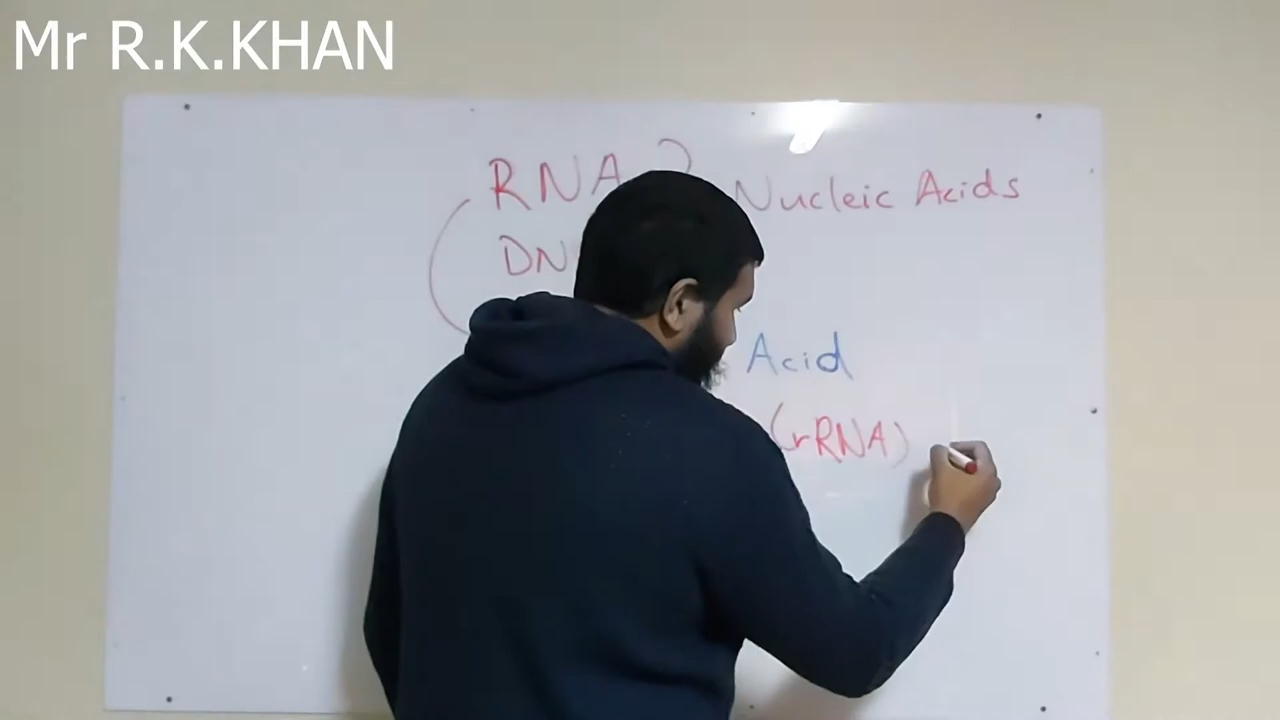 Mr R.K.KHAN
RNA Nucleic Acids
DN
Acid
(rRNA)